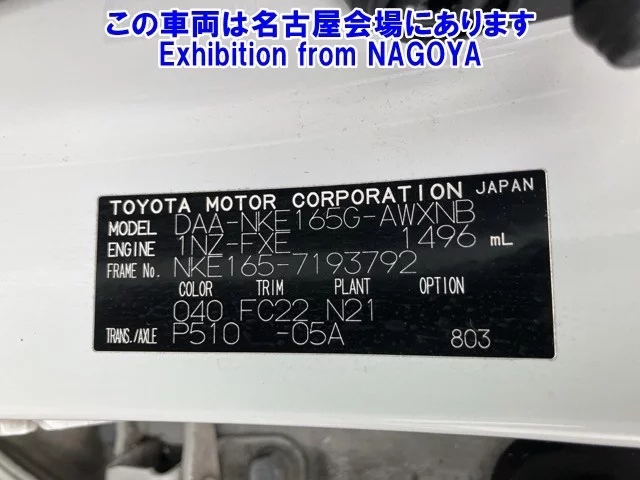 この車両は名古屋会場にあります
Exhibition from NAGOYA
TOYOTA MOTOR CORPORATION JAPAN
MODEL DAA-NKE165G-AWXNB
ENGINE 1NZ-FXE 1496 mL
FRAME No. NKE165-7193792
COLOR TRIM PLANT OPTION
040 FC22 N21
TRANS./AXLE P510 -05A 803